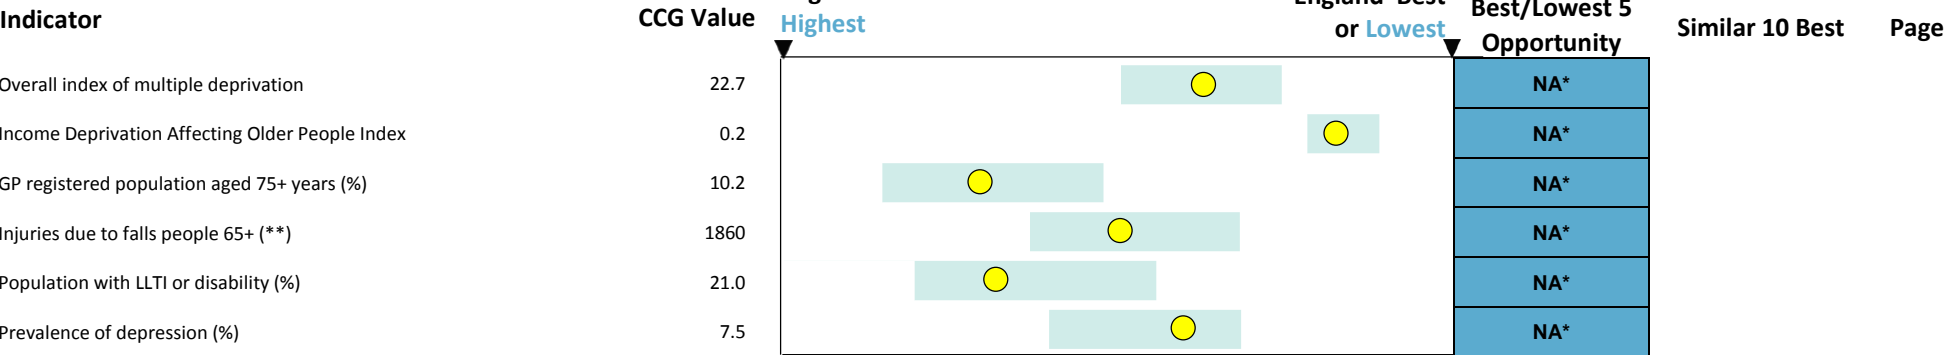 Indicator
CCG Value
Highest
England Best
or Lowest
Best/Lowest 5
Opportunity
Similar 10 Best
Page
Overall index of multiple deprivation 22.7 NA*
Income Deprivation Affecting Older People Index 0.2 NA*
GP registered population aged 75+ years (%) 10.2 NA*
Injuries due to falls people 65+ (**) 1860 NA*
Population with LLTI or disability (%) 21.0 NA*
Prevalence of depression (%) 7.5 NA*